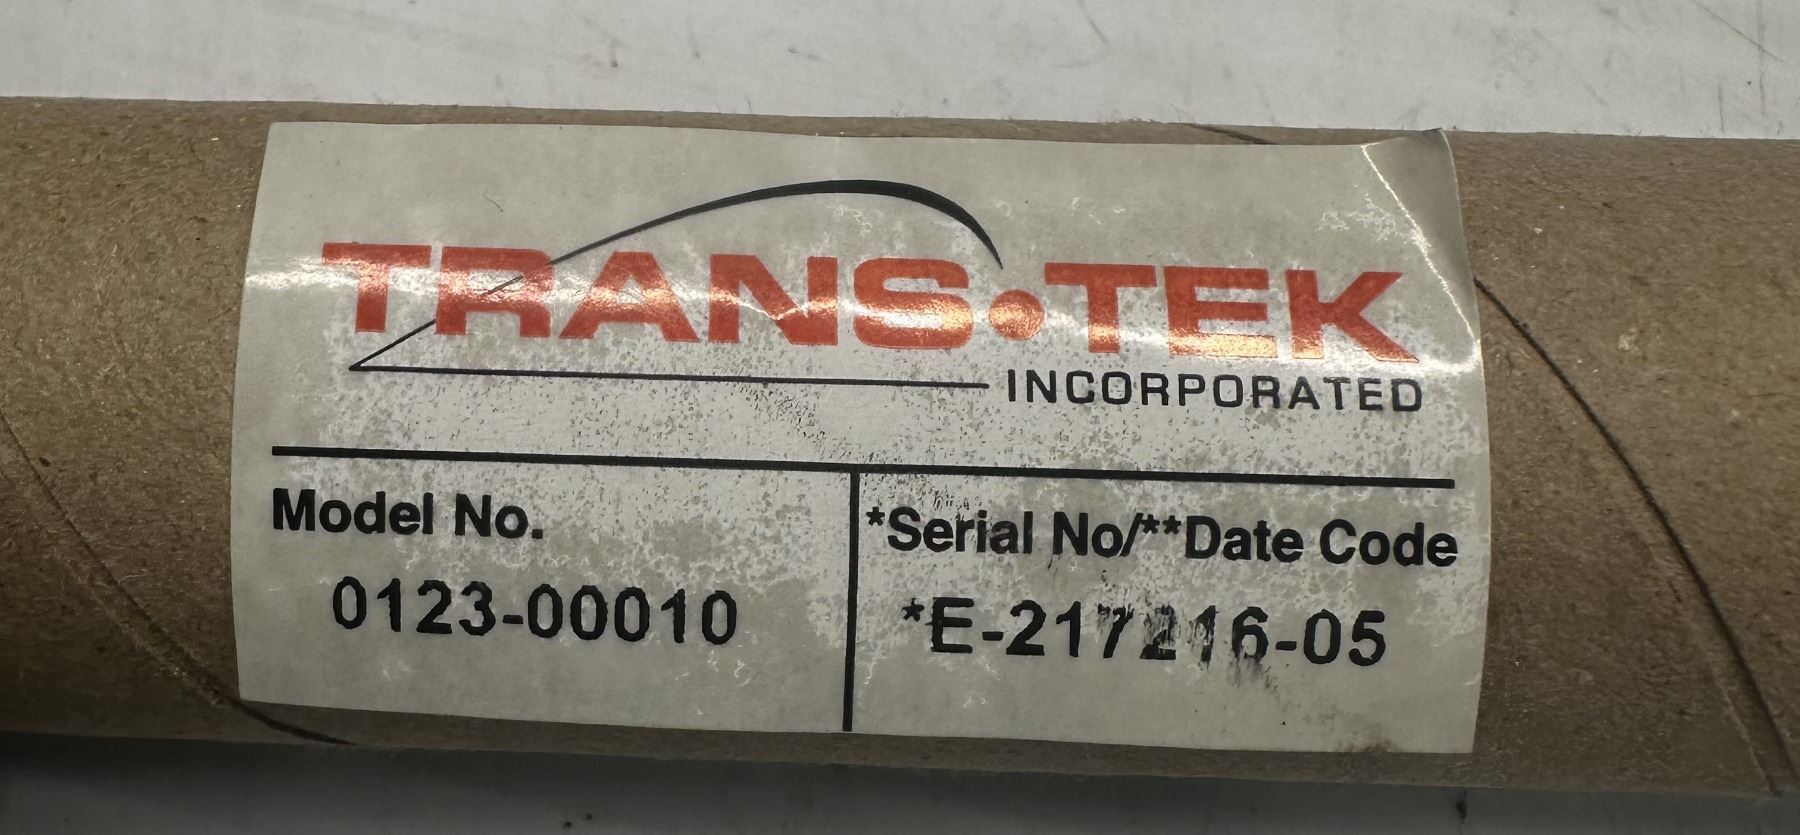 TRANS•TEK
INCORPORATED
Model No.
0123-00010
*Serial No/**Date Code
*E-217216-05